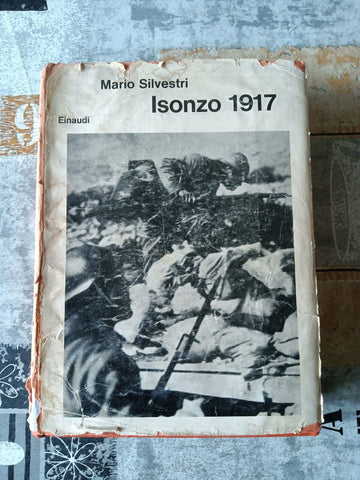 Mario Silvestri
Isonzo 1917
Einaudi